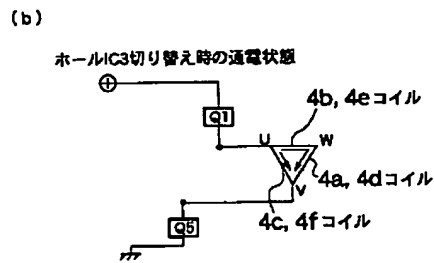 (b)
ホールIC3切り替え時の通電状態
Q1
4b, 4eコイル
U
W
4a, 4dコイル
V
4c, 4fコイル
Q5